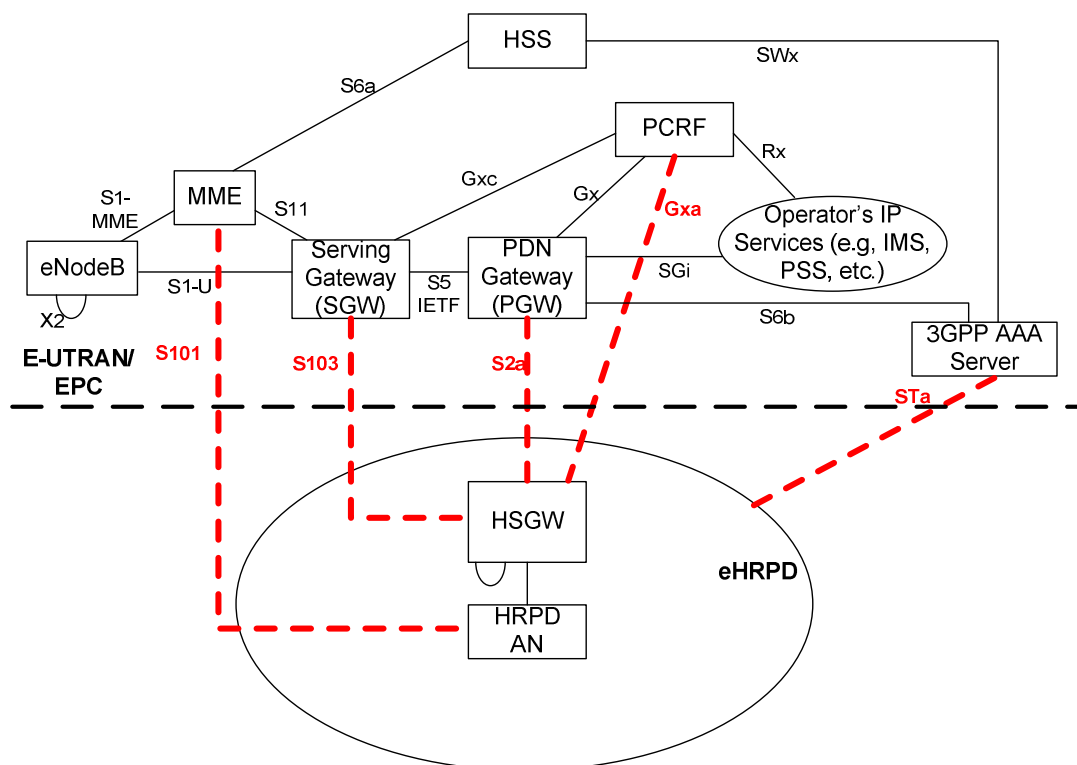 HSS
SWx
S6a
PCRF
Rx
Gxc
MME
S1-
MME
S11
Gx
Gxa
Operator's IP
Services (e.g, IMS,
PSS, etc.)
eNodeB
Serving
Gateway
(SGW)
PDN
Gateway
(PGW)
S1-U
S5
IETF
SGi
X2
S6b
3GPP AAA
Server
E-UTRAN/
EPC
S101
S103
S2a
STa
HSGW
eHRPD
HRPD
AN